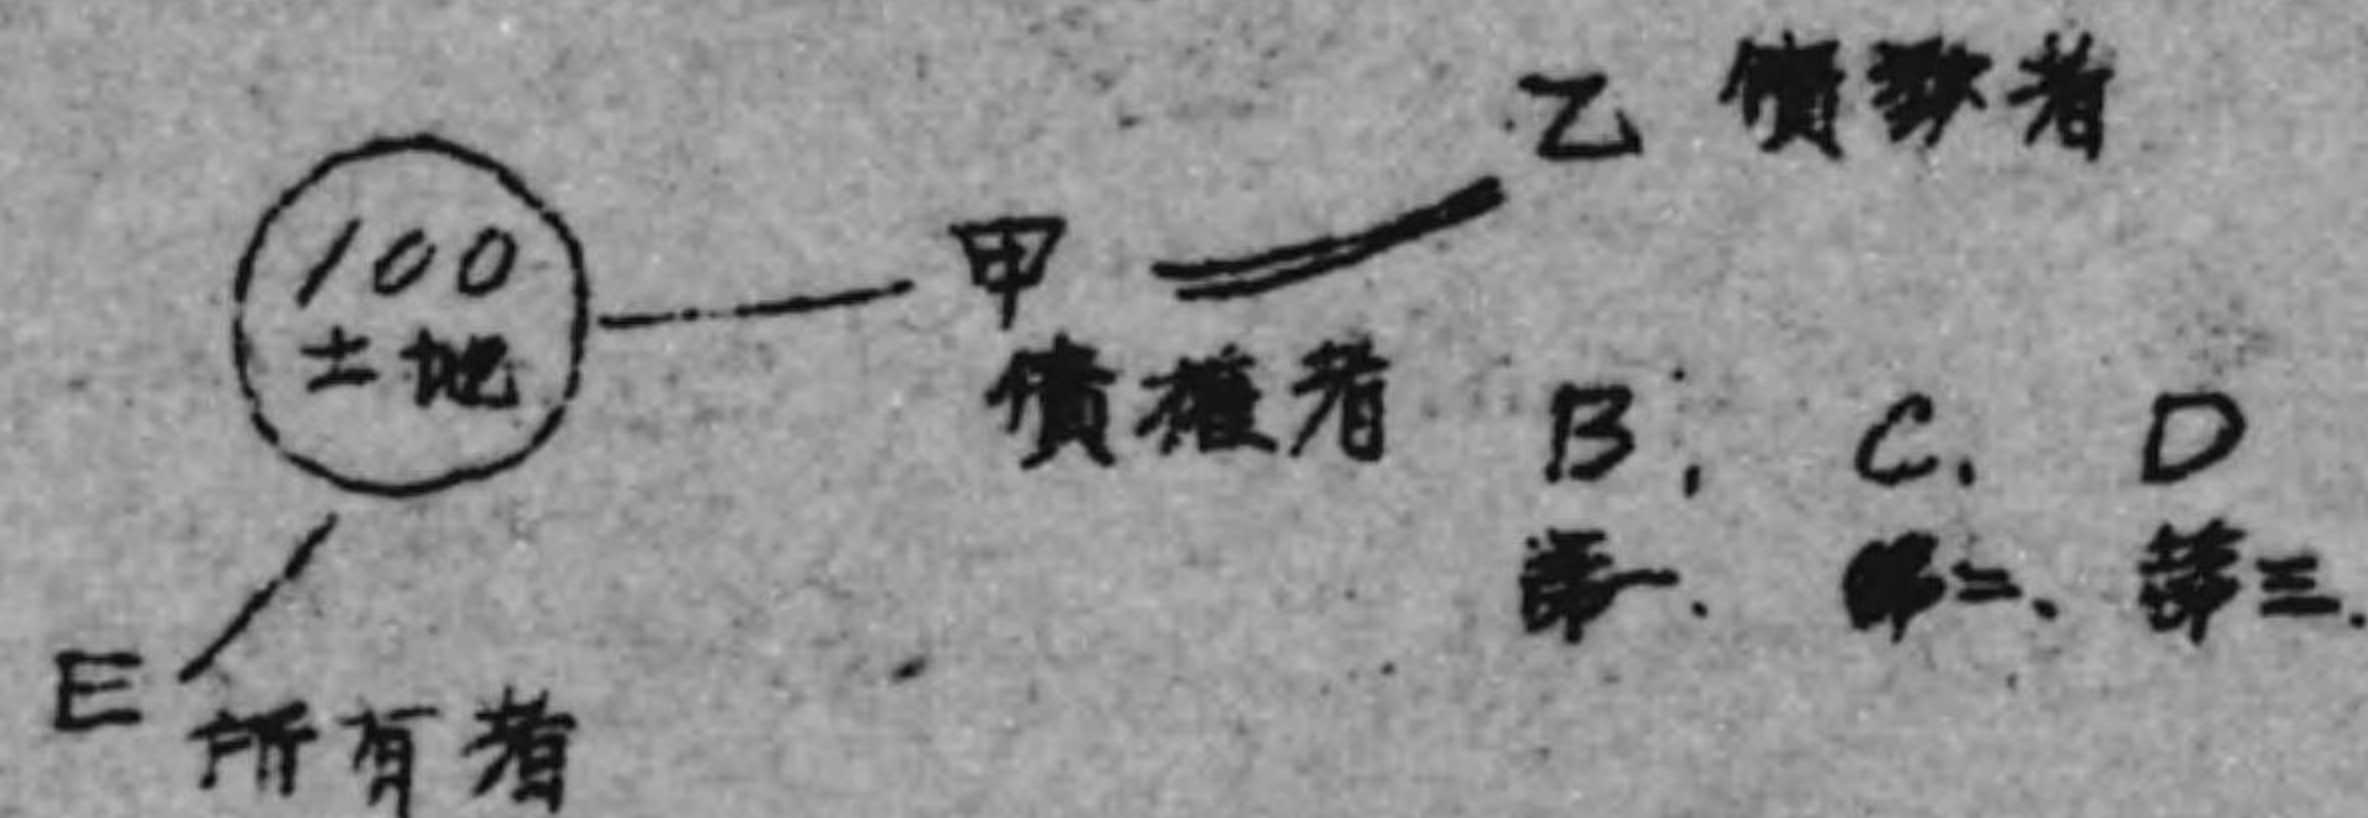 乙 債務者
100
土地
甲
債権者
B, C. D
第一、第二、第三.
E
所有者